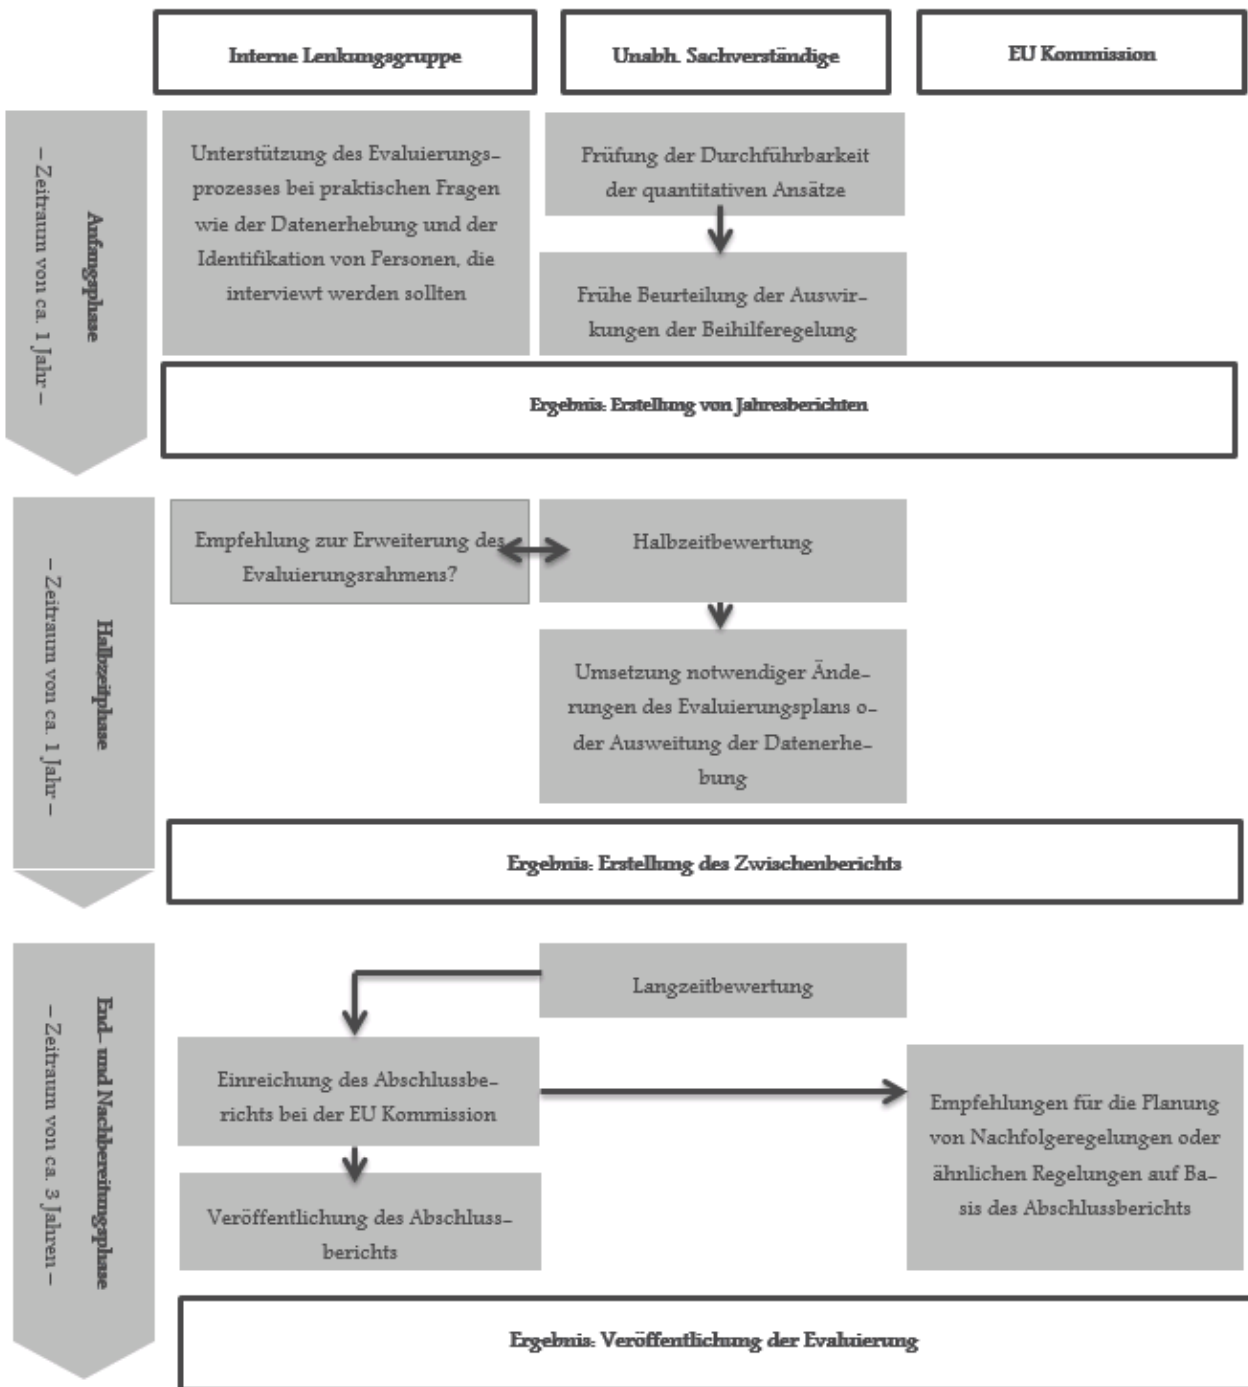 Interne Lenkungsgruppe
Unabh. Sachverständige
EU Kommission
Anfangsphase
– Zeitraum von ca. 1 Jahr –
Unterstützung des Evaluierungs-
prozesses bei praktischen Fragen
wie der Datenerhebung und der
Identifikation von Personen, die
interviewt werden sollten
Prüfung der Durchführbarkeit
der quantitativen Ansätze
Frühe Beurteilung der Auswir-
kungen der Beihilferegelung
Ergebnis: Erstellung von Jahresberichten
Halbzeitphase
– Zeitraum von ca. 1 Jahr –
Empfehlung zur Erweiterung des
Evaluierungsrahmens?
Halbzeitbewertung
Umsetzung notwendiger Ände-
rungen des Evaluierungsplans o-
der Ausweitung der Datenerhe-
bung
Ergebnis: Erstellung des Zwischenberichts
End- und Nachbereitungsphase
– Zeitraum von ca. 3 Jahren –
Langzeitbewertung
Einreichung des Abschlussbe-
richts bei der EU Kommission
Veröffentlichung des Abschluss-
berichts
Empfehlungen für die Planung
von Nachfolgeregelungen oder
ähnlichen Regelungen auf Ba-
sis des Abschlussberichts
Ergebnis: Veröffentlichung der Evaluierung